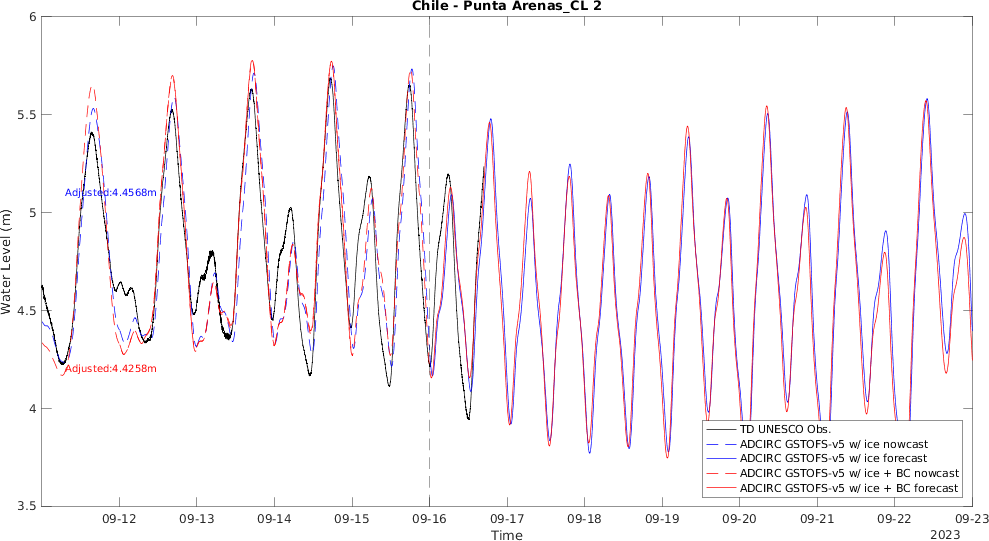 Chile - Punta Arenas_CL 2
6
5.5
5
4.5
4
3.5
Water Level (m)
Adjusted:4.4568m
Adjusted:4.4258m
TD UNESCO Obs.
ADCIRC GSTOFS-v5 w/ ice nowcast
ADCIRC GSTOFS-v5 w/ ice forecast
ADCIRC GSTOFS-v5 w/ ice + BC nowcast
ADCIRC GSTOFS-v5 w/ ice + BC forecast
09-12 09-13 09-14 09-15 09-16 09-17 09-18 09-19 09-20 09-21 09-22 09-23
Time
2023